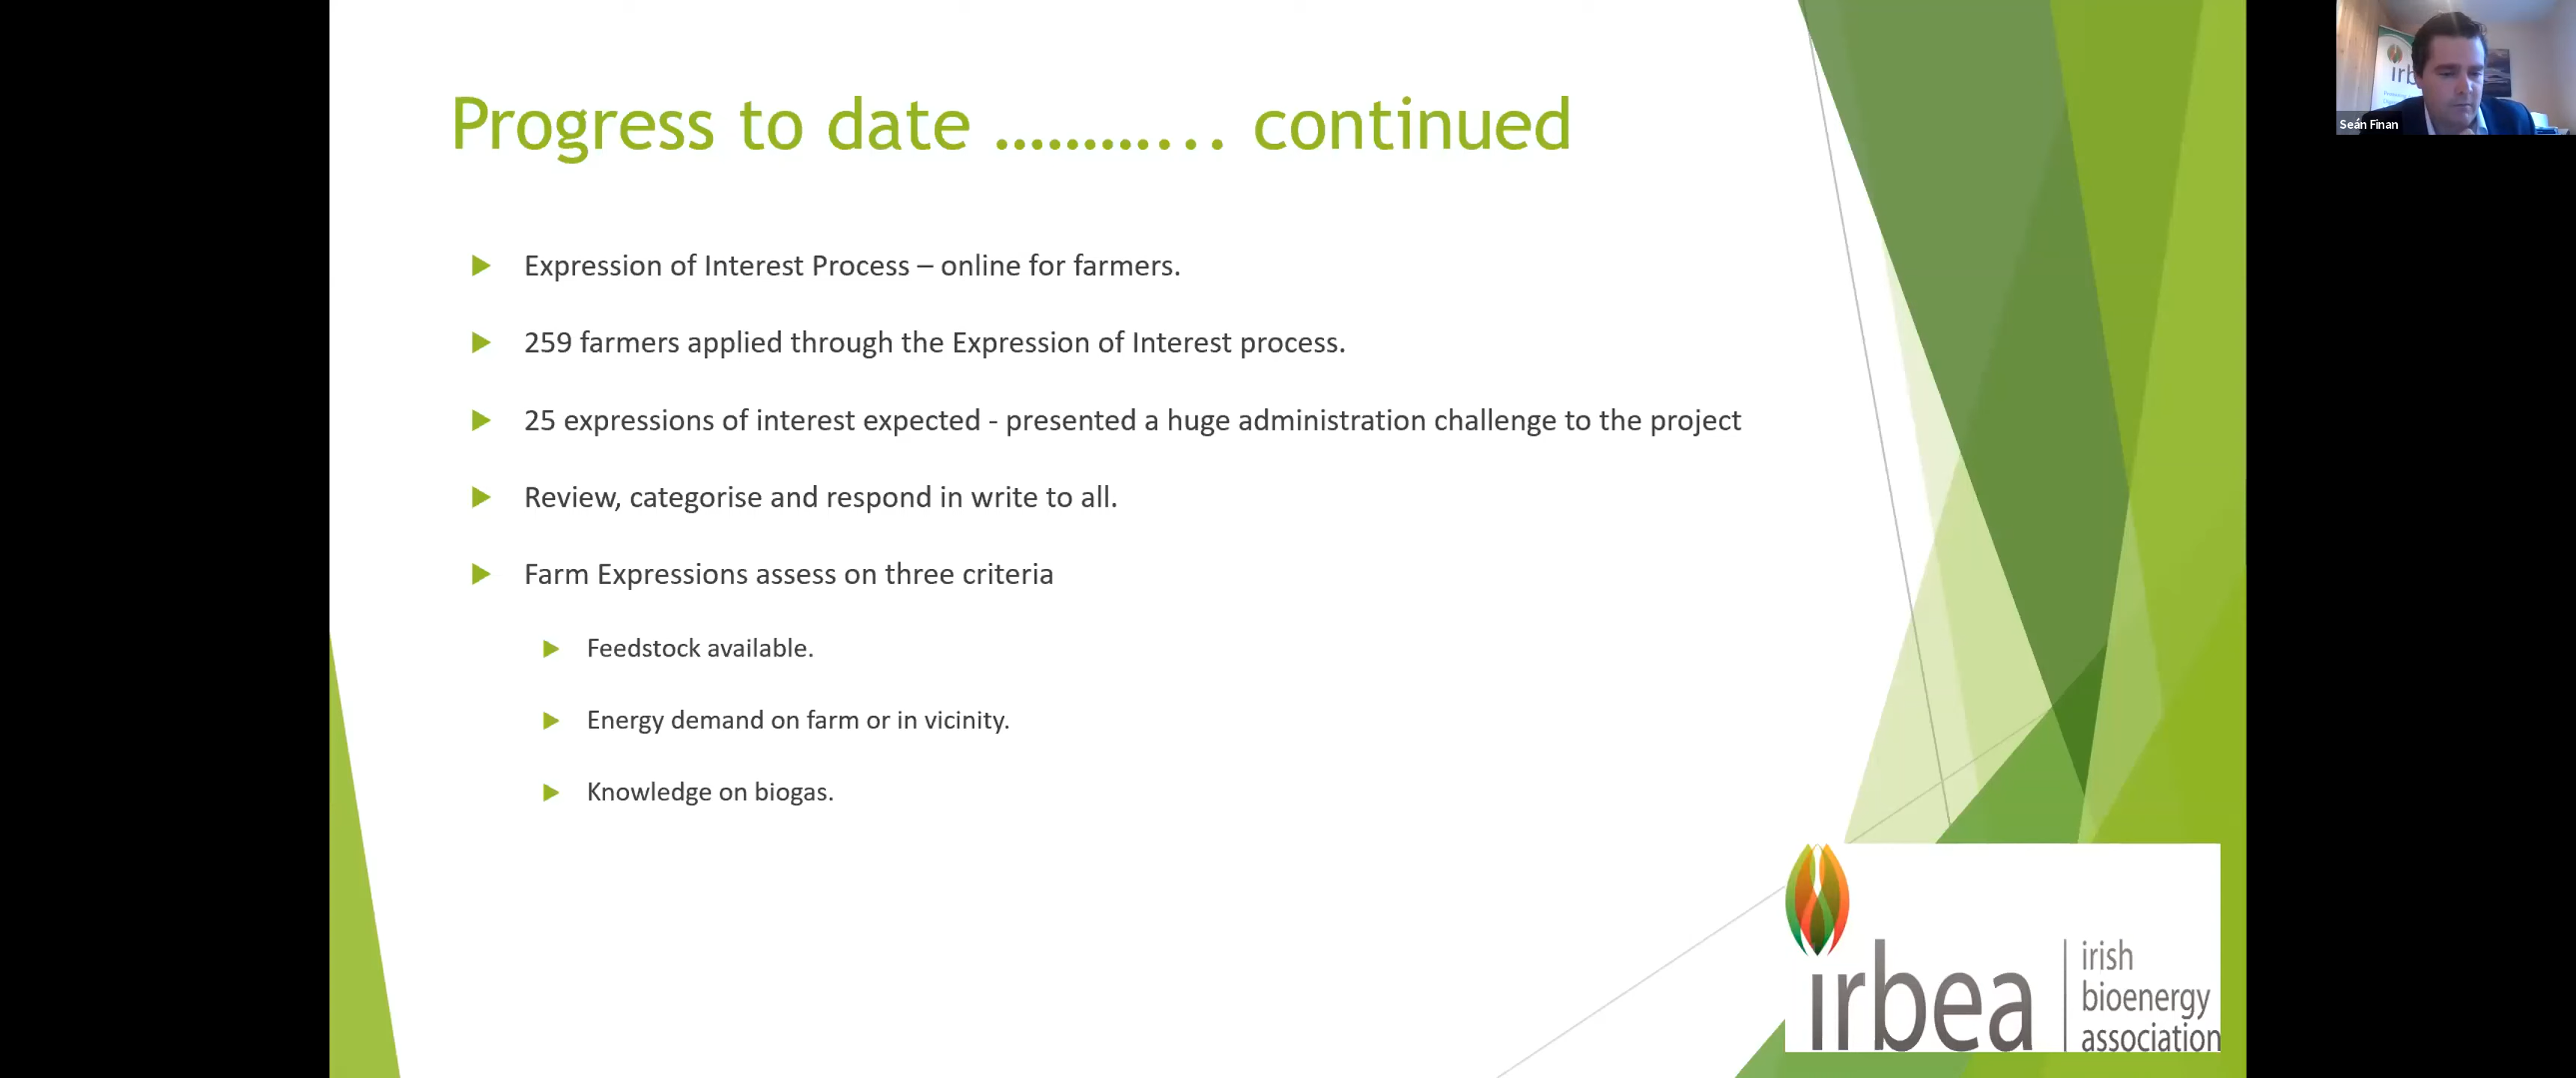 Progress to date ............. continued
Expression of Interest Process – online for farmers.
259 farmers applied through the Expression of Interest process.
25 expressions of interest expected - presented a huge administration challenge to the project
Review, categorise and respond in write to all.
Farm Expressions assess on three criteria
Feedstock available.
Energy demand on farm or in vicinity.
Knowledge on biogas.
irbea
irish
bioenergy
association
Seán Finan